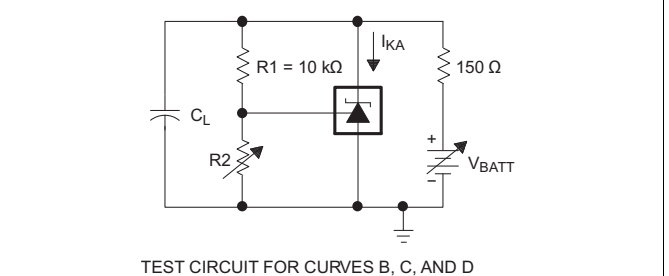 I_KA
R1 = 10 kΩ
150 Ω
C_L
R2
+
V_BATT
−
TEST CIRCUIT FOR CURVES B, C, AND D